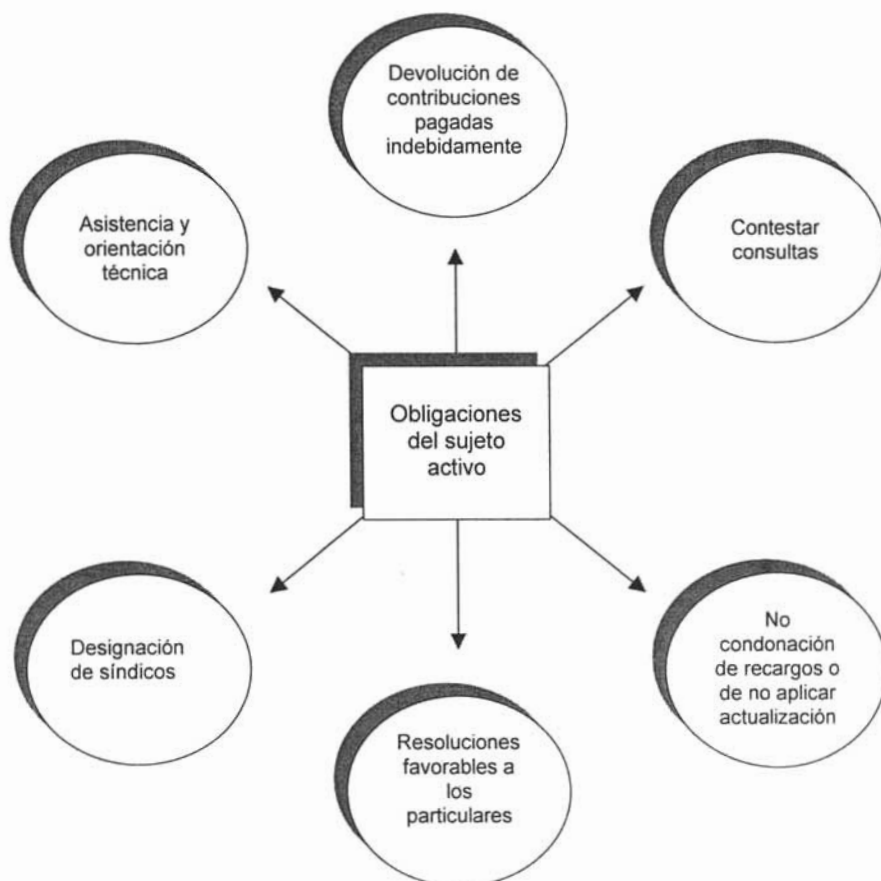 Devolución de
contribuciones
pagadas
indebidamente
Asistencia y
orientación
técnica
Contestar
consultas
Obligaciones
del sujeto
activo
Designación
de síndicos
No
condonación
de recargos o
de no aplicar
actualización
Resoluciones
favorables a
los
particulares